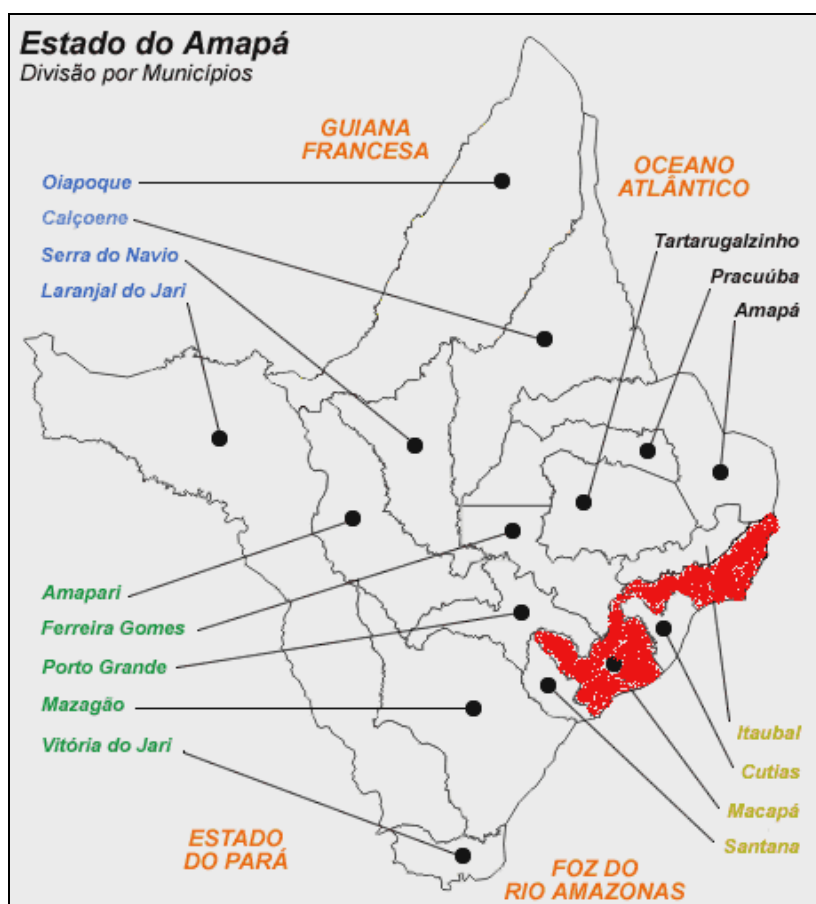 Estado do Amapá
Divisão por Municípios
GUIANA
FRANCESA
OCEANO
ATLÂNTICO
Oiapoque
Calçoene
Serra do Navio
Laranjal do Jari
Tartarugalzinho
Pracuúba
Amapá
Amapari
Ferreira Gomes
Porto Grande
Mazagão
Vitória do Jari
Itaubal
Cutias
Macapá
Santana
ESTADO
DO PARÁ
FOZ DO
RIO AMAZONAS